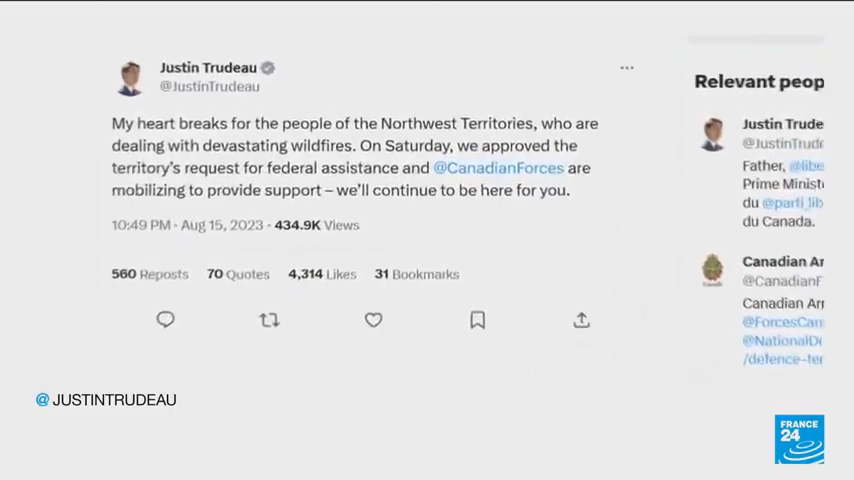 Justin Trudeau
@JustinTrudeau
My heart breaks for the people of the Northwest Territories, who are
dealing with devastating wildfires. On Saturday, we approved the
territory's request for federal assistance and @CanadianForces are
mobilizing to provide support – we'll continue to be here for you.
10:49 PM · Aug 15, 2023 · 434.9K Views
560 Reposts 70 Quotes 4,314 Likes 31 Bookmarks
Relevant peop
Justin Trude
@JustinTrud
Father, @libe
Prime Minist
du @parti_lib
du Canada.
Canadian Ar
@CanadianF
Canadian Arr
@ForcesCan
@NationalDe
/defence-ter
@ JUSTINTRUDEAU
FRANCE
24